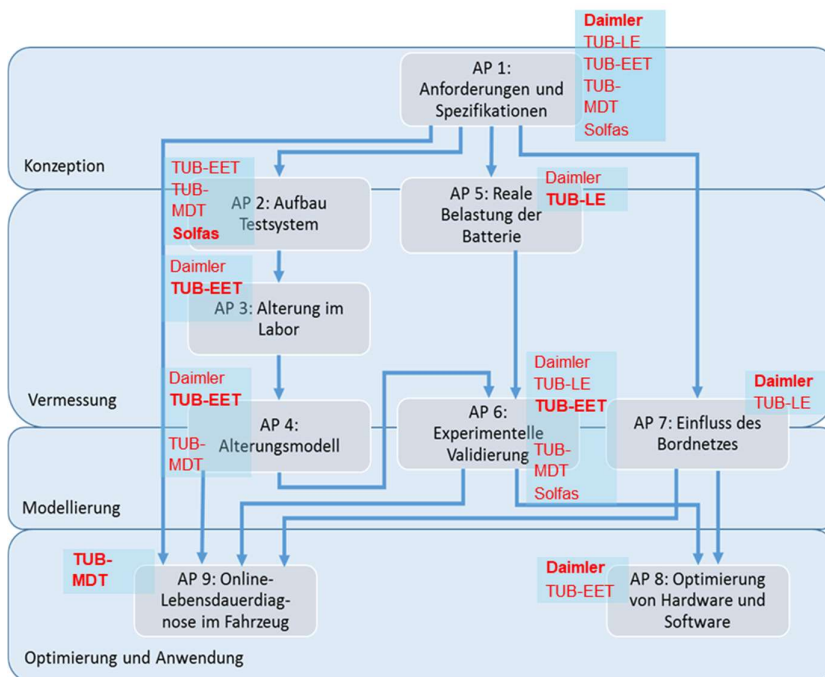 Daimler
TUB-LE
TUB-EET
TUB-
MDT
Solfas
AP 1:
Anforderungen und
Spezifikationen
Konzeption
TUB-EET
TUB-
MDT
Solfas
AP 2: Aufbau
Testsystem
Daimler
TUB-LE
AP 5: Reale
Belastung der
Batterie
Daimler
TUB-EET
AP 3: Alterung im
Labor
Vermessung
Daimler
TUB-EET
TUB-
MDT
AP 4:
Alterungsmodell
Daimler
TUB-LE
TUB-EET
TUB-
MDT
Solfas
AP 6:
Experimentelle
Validierung
Daimler
TUB-LE
AP 7: Einfluss des
Bordnetzes
Modellierung
TUB-
MDT
AP 9: Online-
Lebensdauerdiag-
nose im Fahrzeug
Daimler
TUB-EET
AP 8: Optimierung
von Hardware und
Software
Optimierung und Anwendung